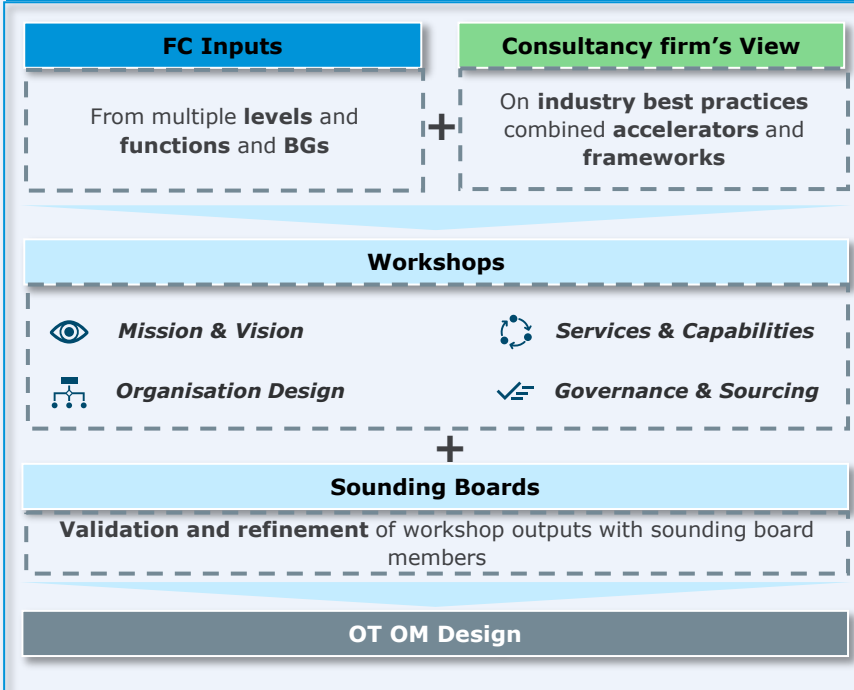 FC Inputs
Consultancy firm's View
From multiple levels and
functions and BGs
+
On industry best practices
combined accelerators and
frameworks
Workshops
Mission & Vision
Services & Capabilities
Organisation Design
Governance & Sourcing
+
Sounding Boards
Validation and refinement of workshop outputs with sounding board
members
OT OM Design